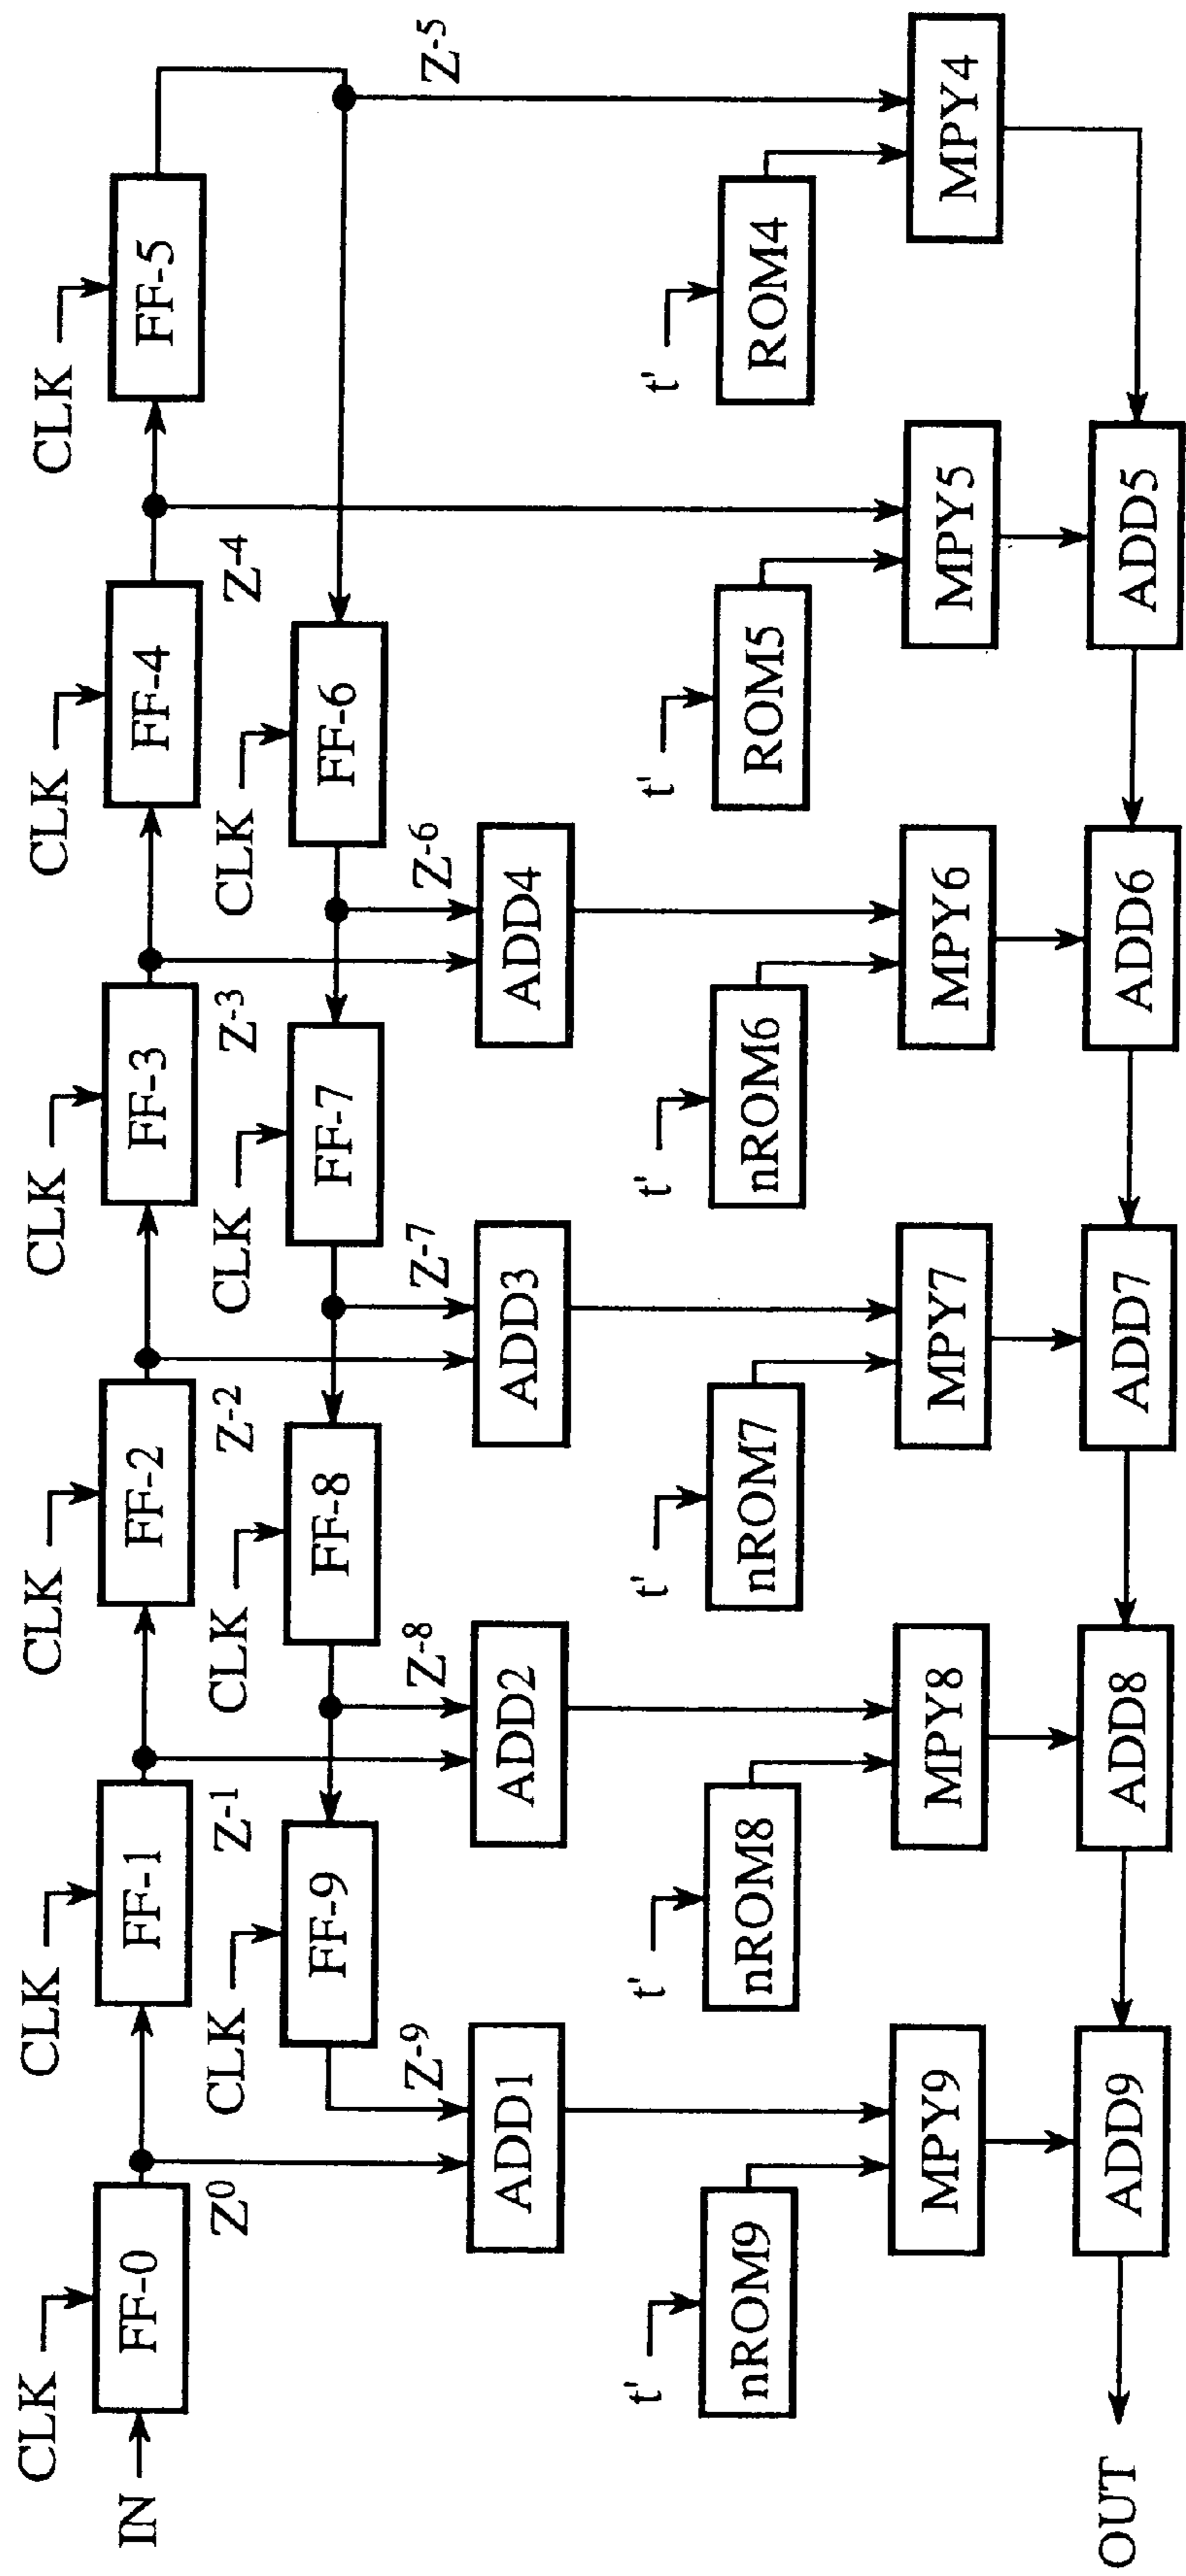 CLK CLK CLK CLK CLK CLK
IN FF-0 FF-1 FF-2 FF-3 FF-4 FF-5
Z⁰ Z⁻¹ Z⁻² Z⁻³ Z⁻⁴
CLK CLK CLK CLK
FF-9 FF-8 FF-7 FF-6
Z⁻⁹ Z⁻⁸ Z⁻⁷ Z⁻⁶ Z⁻⁵
ADD1 ADD2 ADD3 ADD4
t' t' t' t' t' t'
nROM9 nROM8 nROM7 nROM6 ROM5 ROM4
MPY9 MPY8 MPY7 MPY6 MPY5 MPY4
OUT ADD9 ADD8 ADD7 ADD6 ADD5